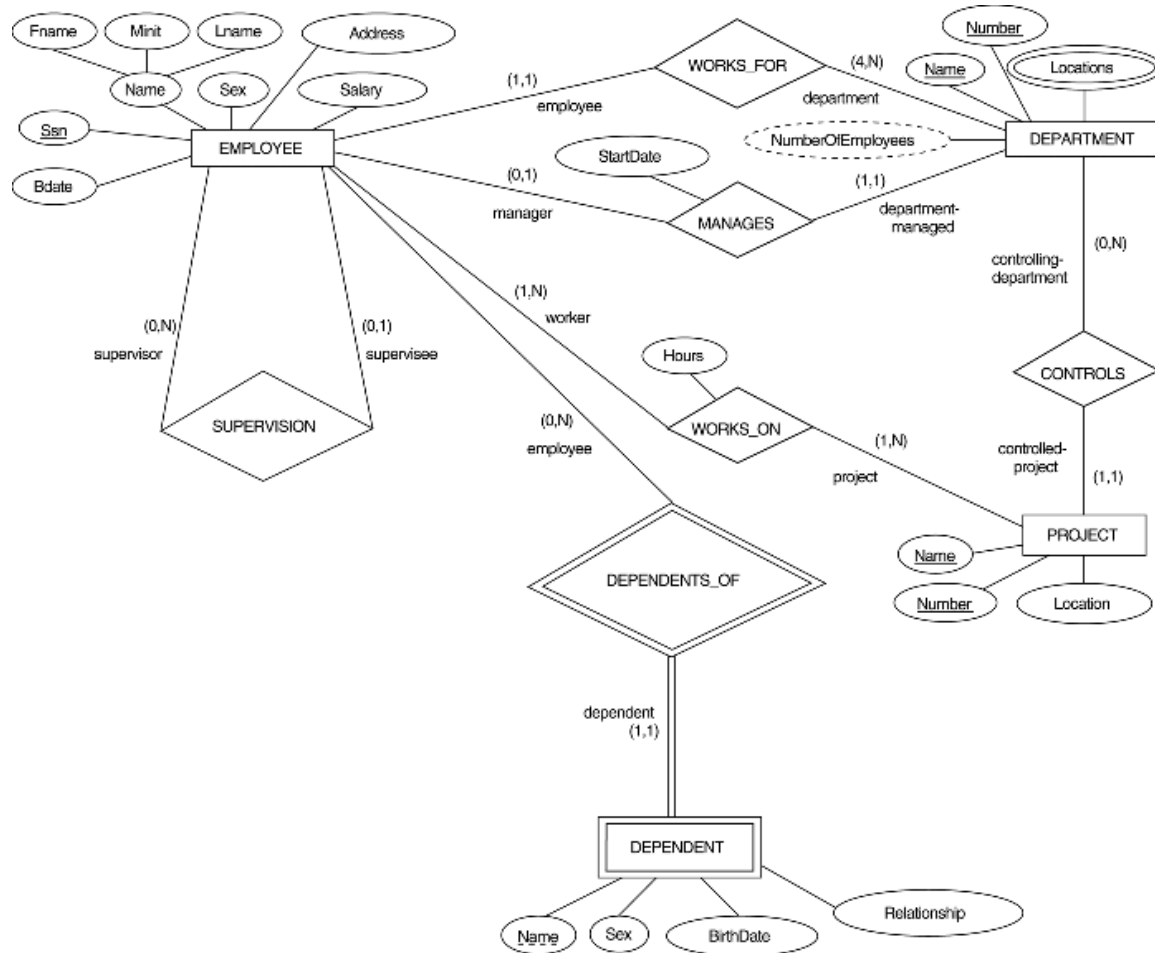 Fname
Minit
Lname
Address
Number
Name
Sex
Salary
WORKS_FOR
Name
Locations
(1,1)
employee
(4,N)
department
Ssn
EMPLOYEE
StartDate
NumberOfEmployees
DEPARTMENT
Bdate
(0,1)
manager
MANAGES
(1,1)
department-
managed
controlling-
department
(0,N)
(0,N)
supervisor
(0,1)
supervisee
(1,N)
worker
Hours
CONTROLS
SUPERVISION
(0,N)
employee
WORKS_ON
(1,N)
project
controlled-
project
(1,1)
PROJECT
Name
Number
Location
DEPENDENTS_OF
dependent
(1,1)
DEPENDENT
Name
Sex
BirthDate
Relationship